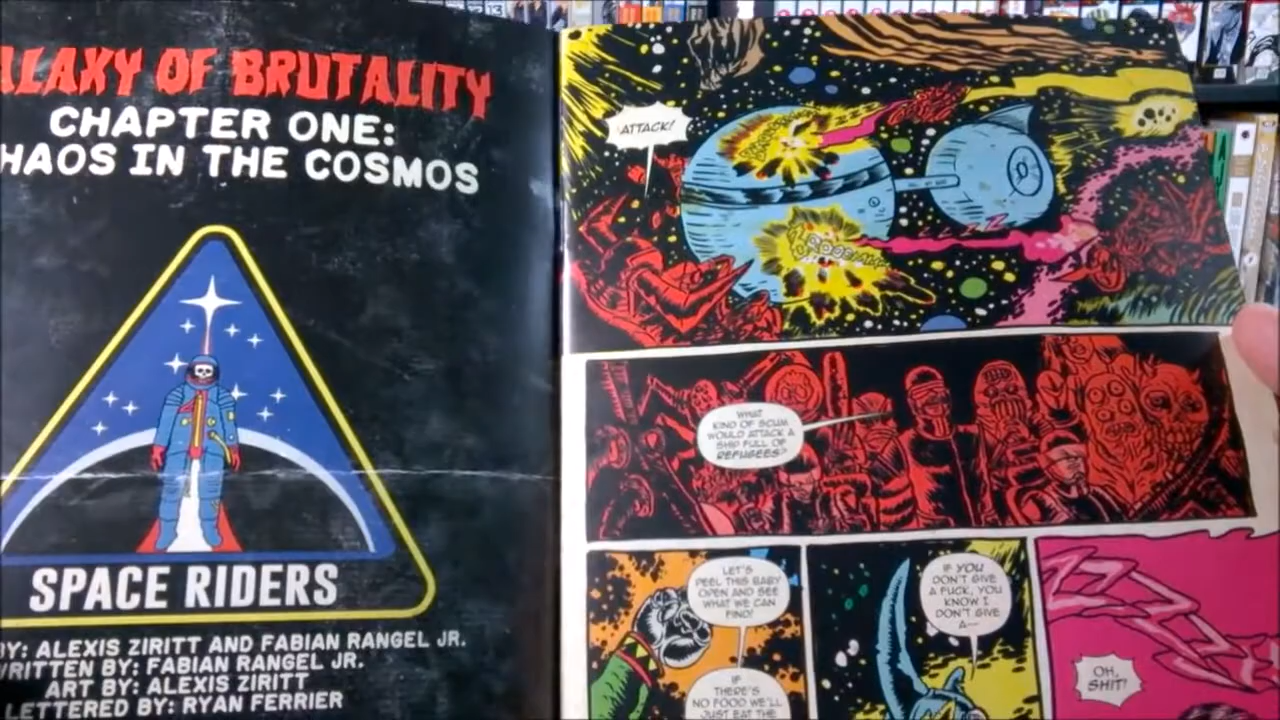 ALAXY OF BRUTALITY
CHAPTER ONE:
HAOS IN THE COSMOS
SPACE RIDERS
BY: ALEXIS ZIRITT AND FABIAN RANGEL JR.
WRITTEN BY: FABIAN RANGEL JR.
ART BY: ALEXIS ZIRITT
LETTERED BY: RYAN FERRIER
ATTACK!
WHAT
KIND OF SCUM
WOULD ATTACK A
SHIP FULL OF
REFUGEES?
LET'S
PEEL THIS BABY
OPEN AND SEE
WHAT WE CAN
FIND!
IF
THERE'S
NO FOOD WE'LL
JUST EAT THE
IF YOU
DON'T GIVE
A FUCK, YOU
KNOW I
DON'T GIVE
A—
OH,
SHIT!